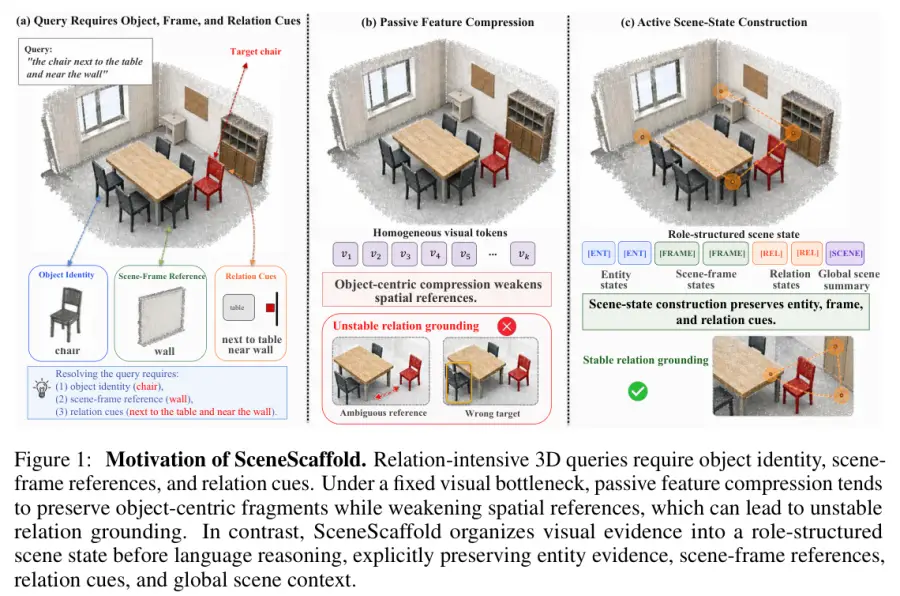 (a) Query Requires Object, Frame, and Relation Cues
Query:
"the chair next to the table
and near the wall"
Target chair
Object Identity
chair
Scene-Frame Reference
wall
Relation Cues
table
next to table
near wall
Resolving the query requires:
(1) object identity (chair),
(2) scene-frame reference (wall),
(3) relation cues (next to the table and near the wall).
(b) Passive Feature Compression
Homogeneous visual tokens
v1 v2 v3 v4 v5 ... vk
Object-centric compression weakens
spatial references.
Unstable relation grounding
Ambiguous reference
Wrong target
(c) Active Scene-State Construction
Role-structured scene state
[ENT] [ENT] [FRAME] [FRAME] [REL] [REL] [SCENE]
Entity
states
Scene-frame
states
Relation
states
Global scene
summary
Scene-state construction preserves entity, frame,
and relation cues.
Stable relation grounding
Figure 1: Motivation of SceneScaffold. Relation-intensive 3D queries require object identity, scene-
frame references, and relation cues. Under a fixed visual bottleneck, passive feature compression tends
to preserve object-centric fragments while weakening spatial references, which can lead to unstable
relation grounding. In contrast, SceneScaffold organizes visual evidence into a role-structured
scene state before language reasoning, explicitly preserving entity evidence, scene-frame references,
relation cues, and global scene context.